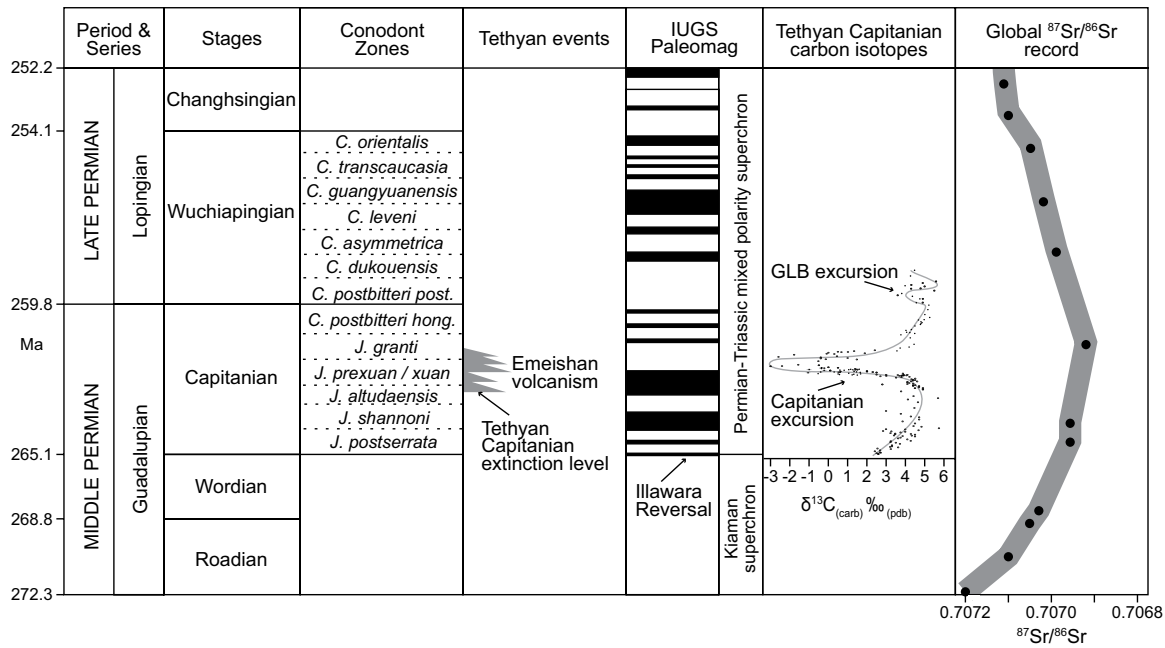 Period &
Series
Stages
Conodont
Zones
Tethyan events
IUGS
Paleomag
Tethyan Capitanian
carbon isotopes
Global ⁸⁷Sr/⁸⁶Sr
record
252.2
254.1
259.8
Ma
265.1
268.8
272.3
LATE PERMIAN
MIDDLE PERMIAN
Lopingian
Guadalupian
Changhsingian
Wuchiapingian
Capitanian
Wordian
Roadian
C. orientalis
C. transcaucasia
C. guangyuanensis
C. leveni
C. asymmetrica
C. dukouensis
C. postbitteri post.
C. postbitteri hong.
J. granti
J. prexuan / xuan
J. altudaensis
J. shannoni
J. postserrata
Emeishan
volcanism
Tethyan
Capitanian
extinction level
Illawara
Reversal
Permian-Triassic mixed polarity superchron
Kiaman
superchron
GLB excursion
Capitanian
excursion
-3 -2 -1 0 1 2 3 4 5 6
δ¹³C(carb) ‰(pdb)
0.7072 0.7070 0.7068
⁸⁷Sr/⁸⁶Sr